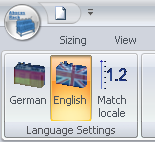 Sizing View
German English Match locale
1.2
Language Settings